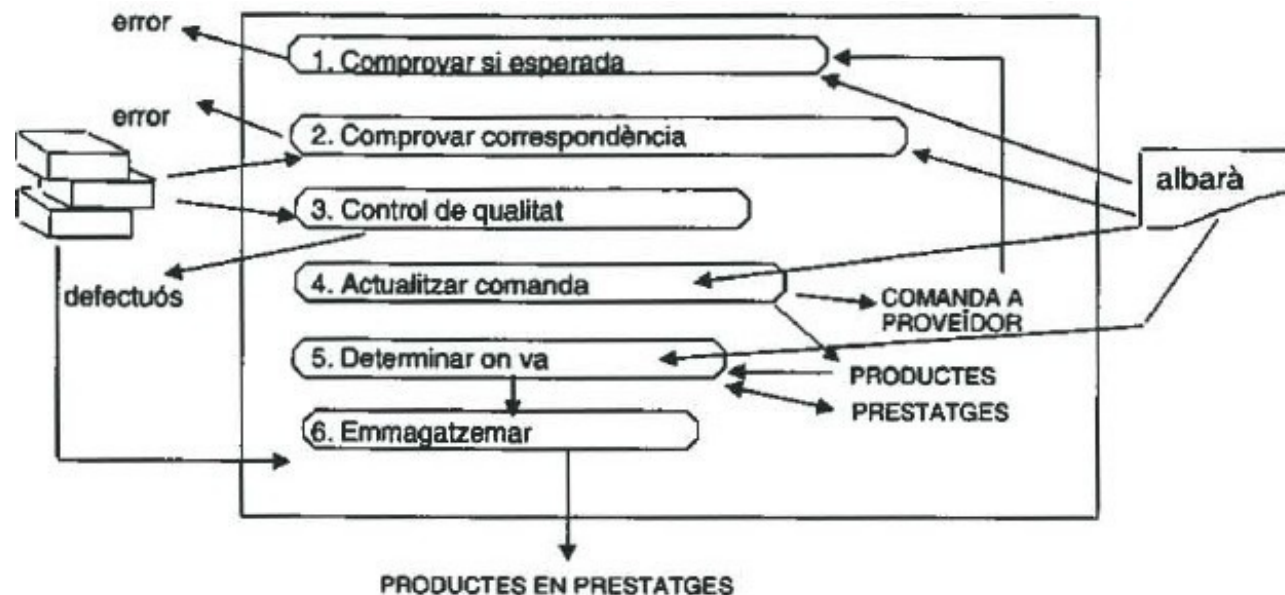 error
1. Comprovar si esperada
error
2. Comprovar correspondència
albarà
3. Control de qualitat
defectuós
4. Actualitzar comanda
COMANDA A
PROVEÏDOR
5. Determinar on va
PRODUCTES
PRESTATGES
6. Emmagatzemar
PRODUCTES EN PRESTATGES